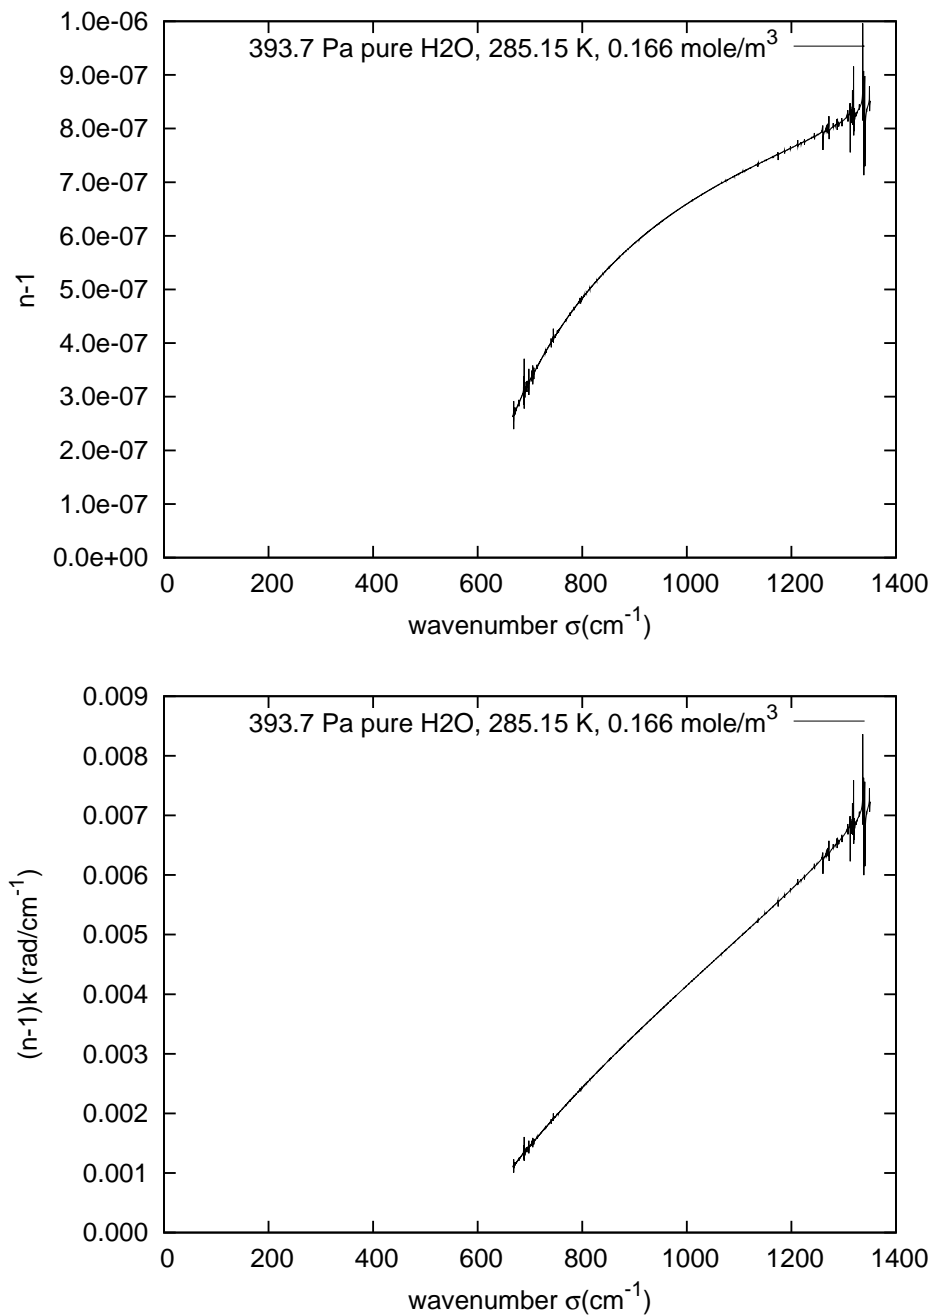 1.0e-06
9.0e-07
8.0e-07
7.0e-07
6.0e-07
5.0e-07
4.0e-07
3.0e-07
2.0e-07
1.0e-07
0.0e+00
n-1
393.7 Pa pure H2O, 285.15 K, 0.166 mole/m³
0 200 400 600 800 1000 1200 1400
wavenumber σ(cm⁻¹)
0.009
0.008
0.007
0.006
0.005
0.004
0.003
0.002
0.001
0.000
(n-1)k (rad/cm⁻¹)
393.7 Pa pure H2O, 285.15 K, 0.166 mole/m³
0 200 400 600 800 1000 1200 1400
wavenumber σ(cm⁻¹)